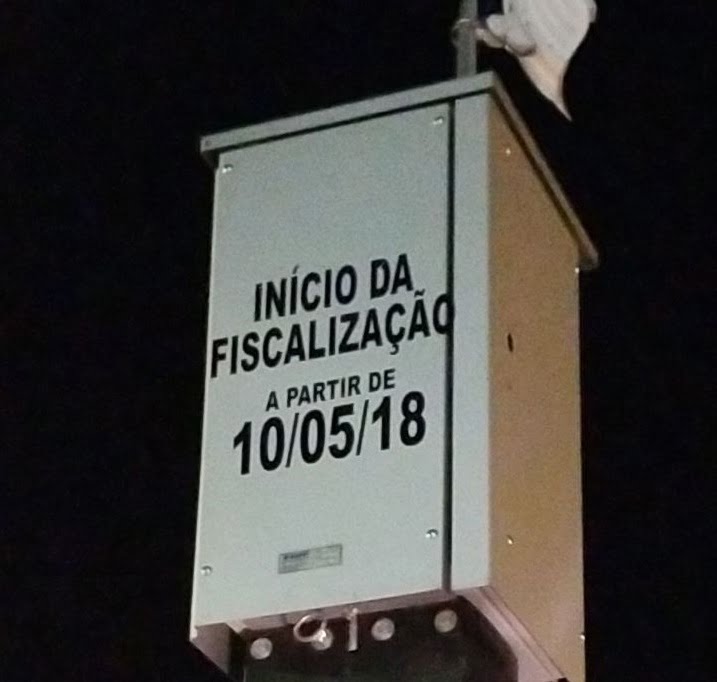 INÍCIO DA
FISCALIZAÇÃO
A PARTIR DE
10/05/18